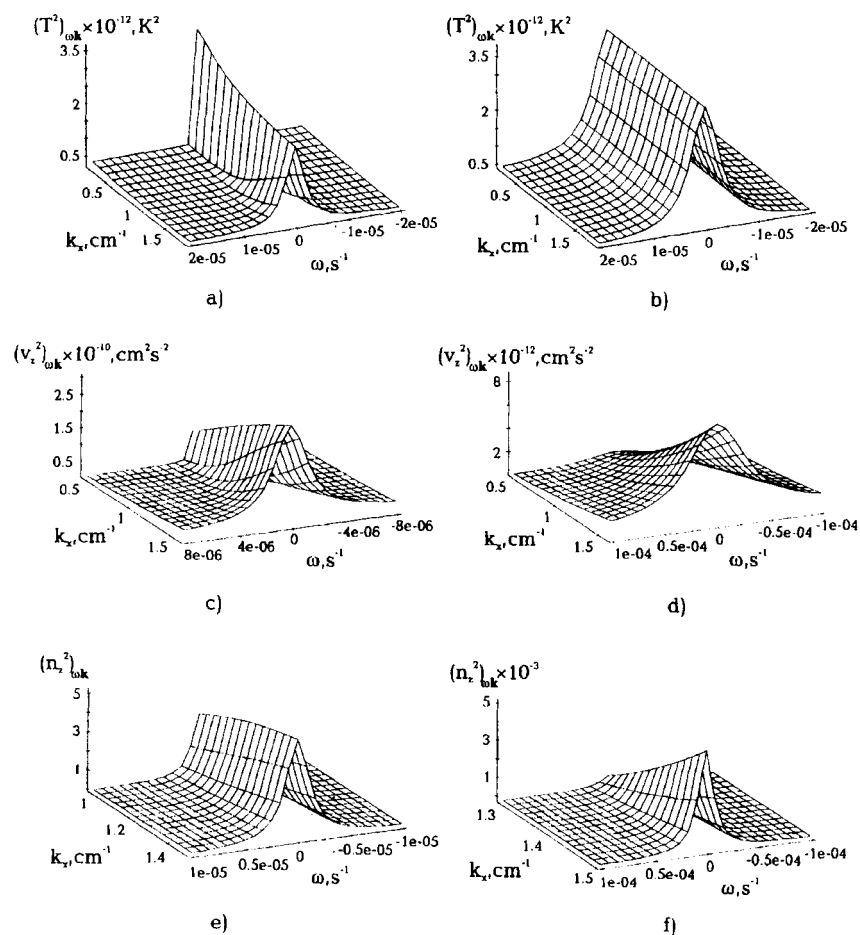 (T²)ωk×10⁻¹²,K²
3.5
2
0.5
0.5
1
1.5
kₓ,cm⁻¹
2e-05
1e-05
0
-1e-05
-2e-05
ω,s⁻¹
a)
(T²)ωk×10⁻¹²,K²
3.5
2
0.5
0.5
1
1.5
kₓ,cm⁻¹
2e-05
1e-05
0
-1e-05
-2e-05
ω,s⁻¹
b)
(v_z²)ωk×10⁻¹⁰,cm²s⁻²
2.5
1.5
0.5
0.5
1
1.5
kₓ,cm⁻¹
8e-06
4e-06
0
-4e-06
-8e-06
ω,s⁻¹
c)
(v_z²)ωk×10⁻¹²,cm²s⁻²
8
2
0.5
1
1.5
kₓ,cm⁻¹
1e-04
0.5e-04
0
-0.5e-04
-1e-04
ω,s⁻¹
d)
(n_z²)ωk
5
3
1
1
1.2
1.4
kₓ,cm⁻¹
1e-05
0.5e-05
0
-0.5e-05
-1e-05
ω,s⁻¹
e)
(n_z²)ωk×10⁻³
5
3
1
1.3
1.4
1.5
kₓ,cm⁻¹
1e-04
0.5e-04
0
-0.5e-04
-1e-04
ω,s⁻¹
f)